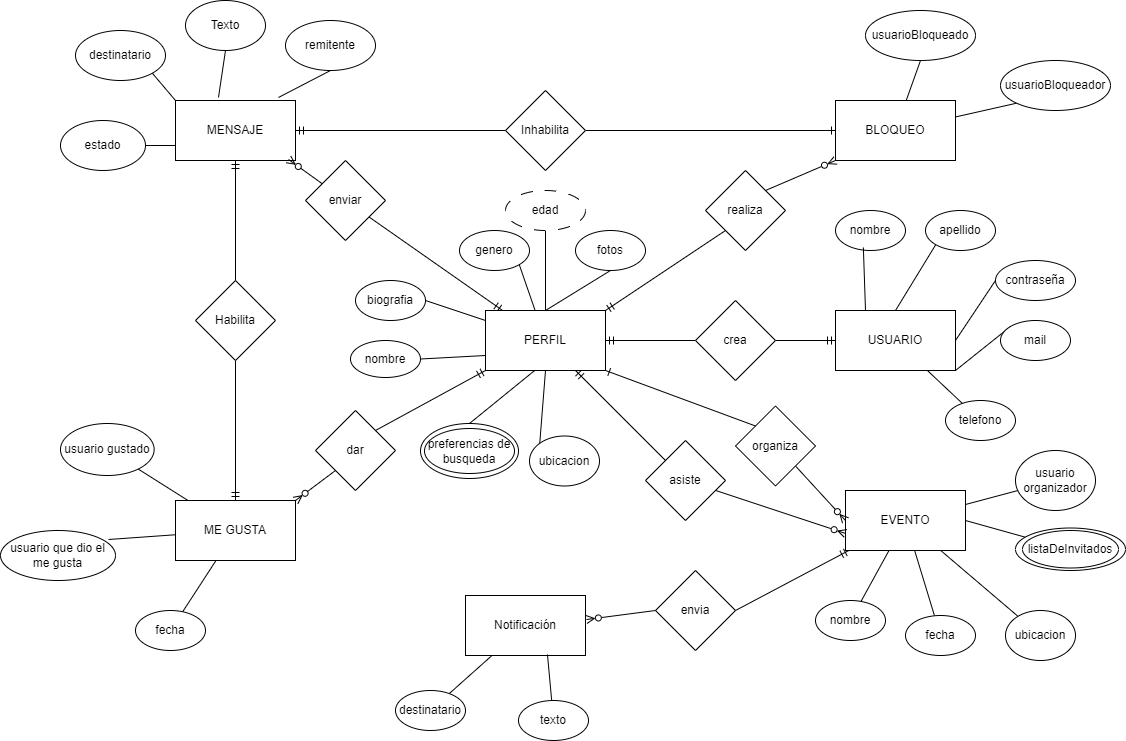 Texto
remitente
destinatario
usuarioBloqueado
usuarioBloqueador
MENSAJE
Inhabilita
BLOQUEO
estado
enviar
edad
realiza
nombre
apellido
genero
fotos
contraseña
biografia
Habilita
PERFIL
crea
USUARIO
mail
nombre
telefono
usuario gustado
dar
preferencias de
busqueda
ubicacion
organiza
asiste
usuario
organizador
ME GUSTA
EVENTO
listaDeInvitados
usuario que dio el
me gusta
fecha
Notificación
envia
nombre
fecha
ubicacion
destinatario
texto